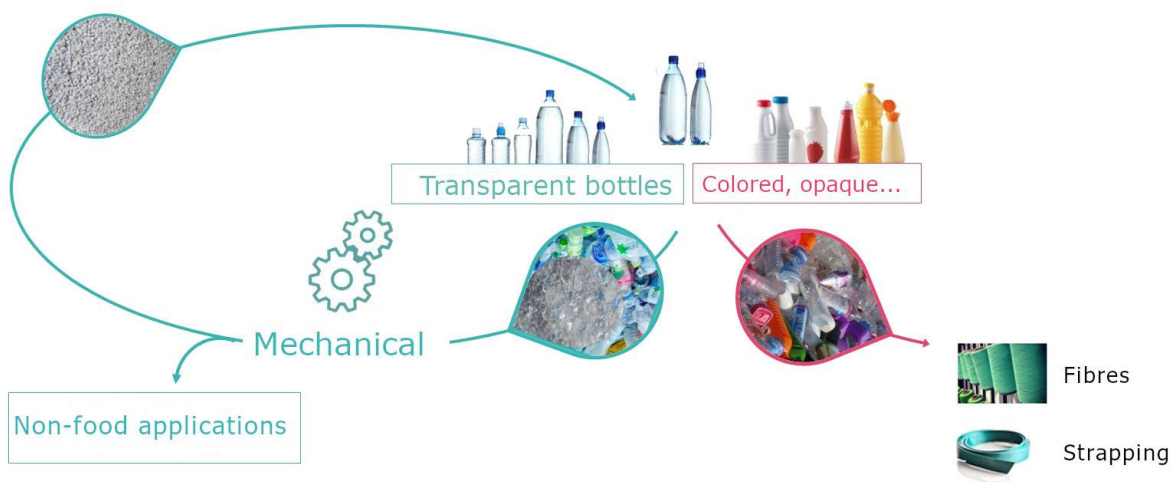 Transparent bottles
Colored, opaque...
Mechanical
Non-food applications
Fibres
Strapping